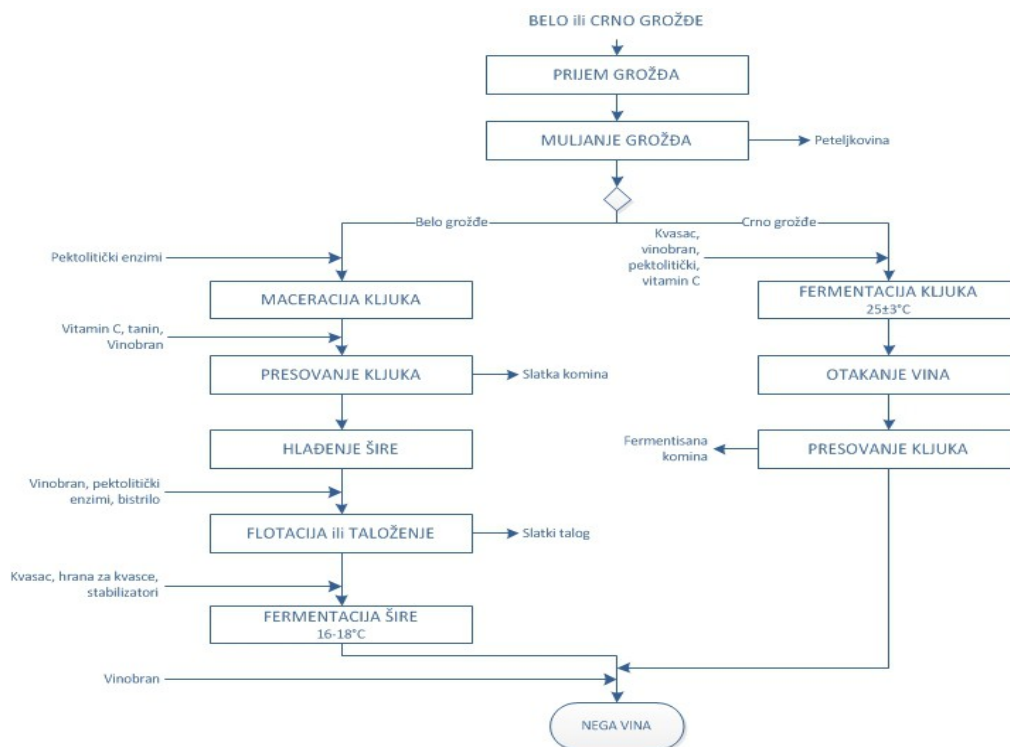 BELO ili CRNO GROŽĐE
PRIJEM GROŽĐA
MULJANJE GROŽĐA
Peteljkovina
Belo grožđe
Crno grožđe
Pektolitički enzimi
Kvasac,
vinobran,
pektolitički,
vitamin C
MACERACIJA KLJUKA
FERMENTACIJA KLJUKA
25±3°C
Vitamin C, tanin,
Vinobran
PRESOVANJE KLJUKA
Slatka komina
OTAKANJE VINA
HLAĐENJE ŠIRE
Fermentisana
komina
PRESOVANJE KLJUKA
Vinobran, pektolitički
enzimi, bistrilo
FLOTACIJA ili TALOŽENJE
Slatki talog
Kvasac, hrana za kvasce,
stabilizatori
FERMENTACIJA ŠIRE
16-18°C
Vinobran
NEGA VINA